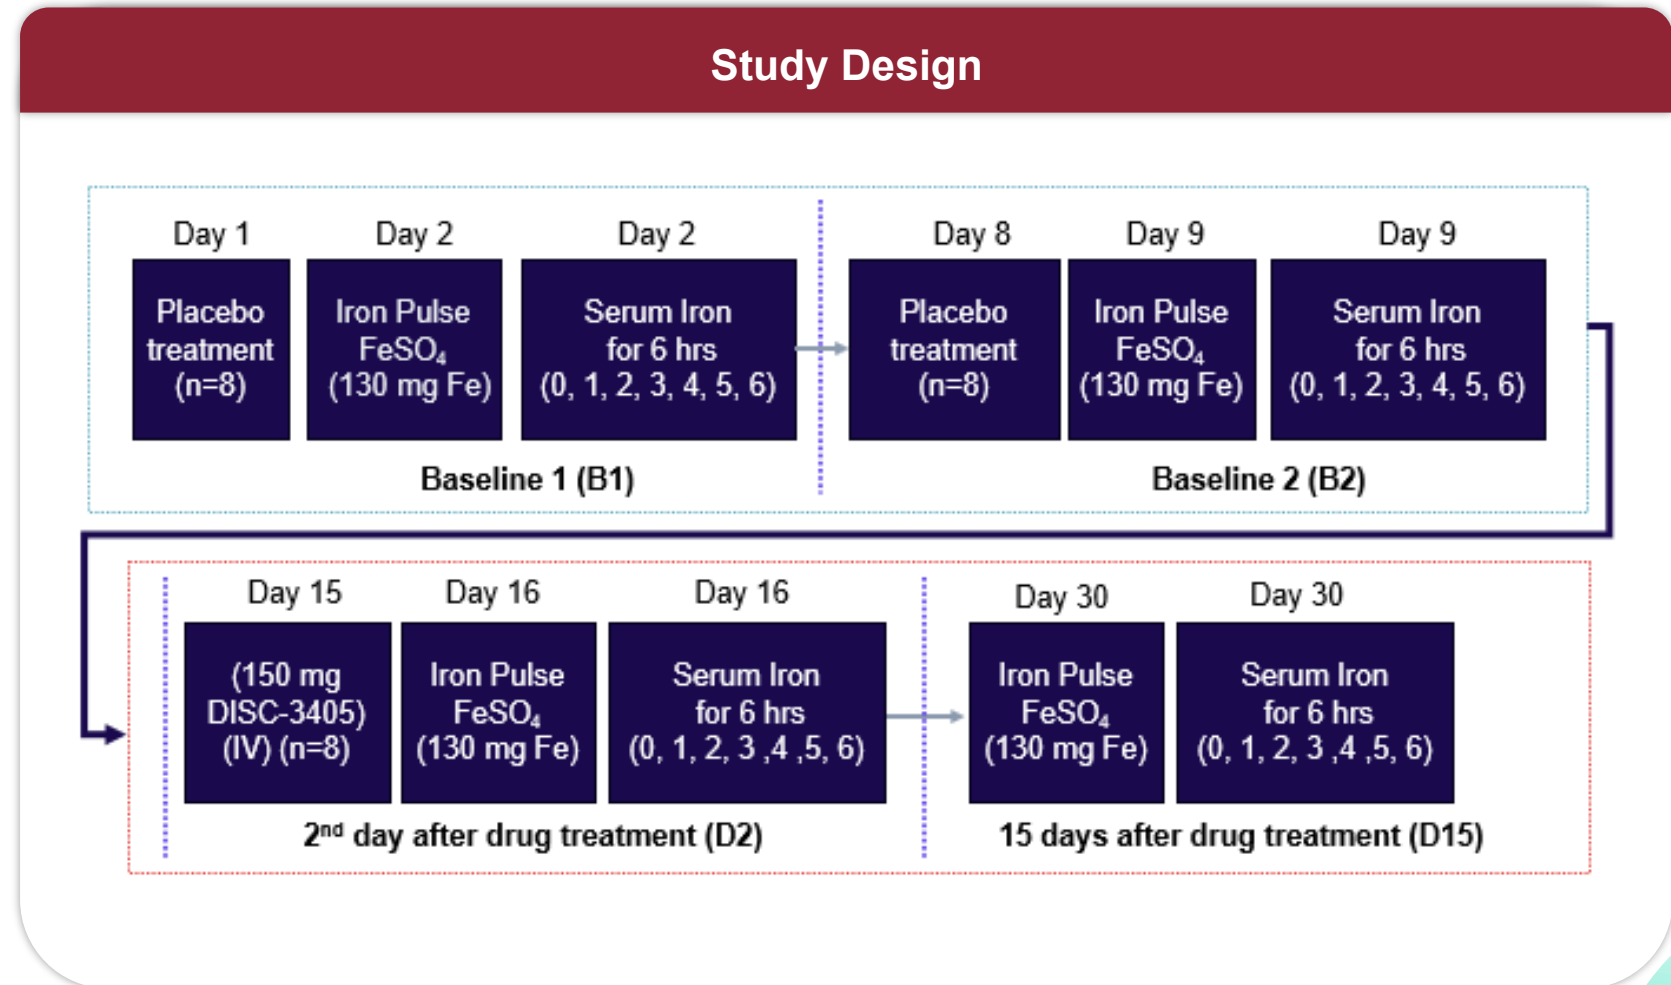 Study Design
Day 1
Day 2
Day 2
Day 8
Day 9
Day 9
Placebo
treatment
(n=8)
Iron Pulse
FeSO₄
(130 mg Fe)
Serum Iron
for 6 hrs
(0, 1, 2, 3, 4, 5, 6)
Placebo
treatment
(n=8)
Iron Pulse
FeSO₄
(130 mg Fe)
Serum Iron
for 6 hrs
(0, 1, 2, 3, 4, 5, 6)
Baseline 1 (B1)
Baseline 2 (B2)
Day 15
Day 16
Day 16
Day 30
Day 30
(150 mg
DISC-3405)
(IV) (n=8)
Iron Pulse
FeSO₄
(130 mg Fe)
Serum Iron
for 6 hrs
(0, 1, 2, 3 ,4 ,5, 6)
Iron Pulse
FeSO₄
(130 mg Fe)
Serum Iron
for 6 hrs
(0, 1, 2, 3 ,4 ,5, 6)
2ⁿᵈ day after drug treatment (D2)
15 days after drug treatment (D15)